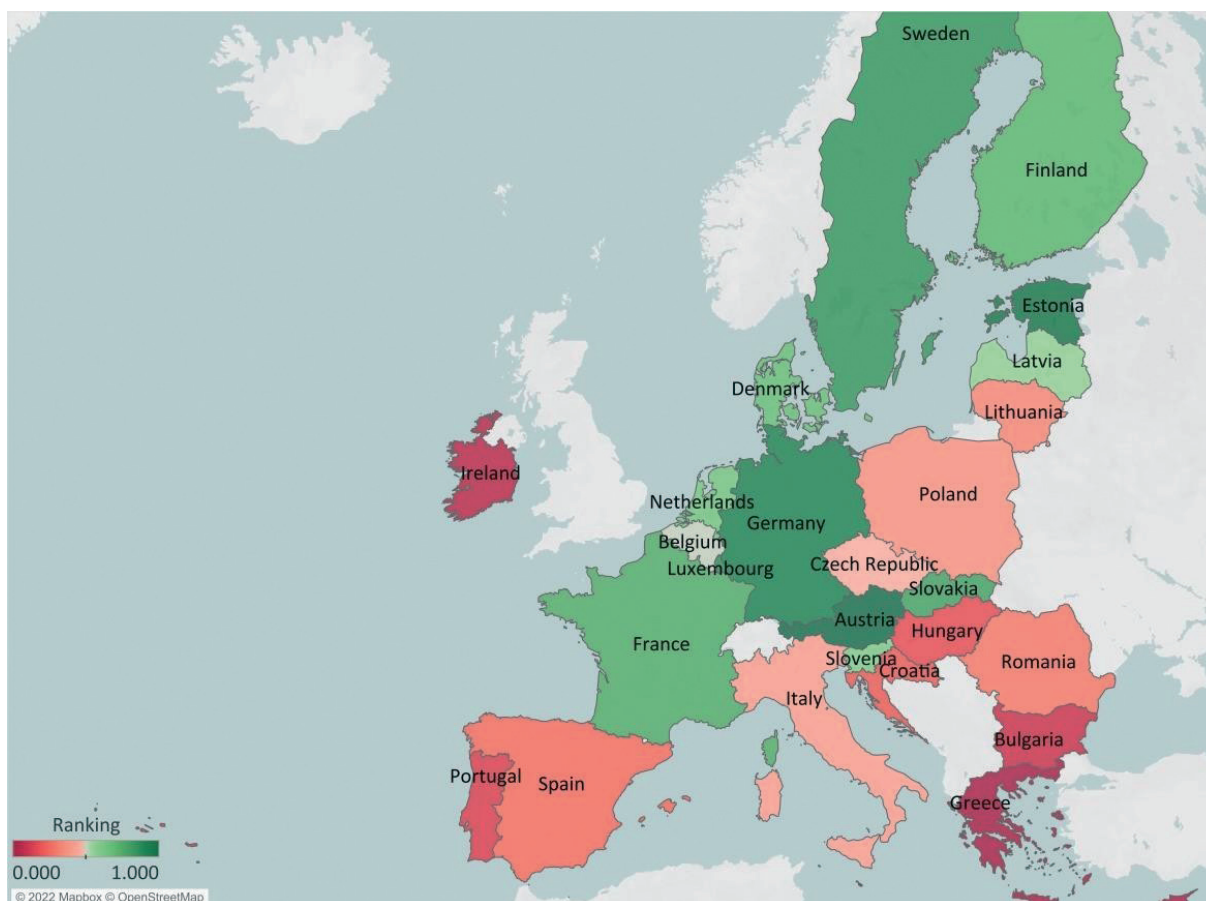 Sweden
Finland
Estonia
Latvia
Denmark
Lithuania
Ireland
Poland
Netherlands
Germany
Belgium
Czech Republic
Luxembourg
Slovakia
Austria
Hungary
France
Slovenia
Romania
Croatia
Italy
Bulgaria
Portugal
Spain
Greece
Ranking
0.000 1.000
© 2022 Mapbox © OpenStreetMap